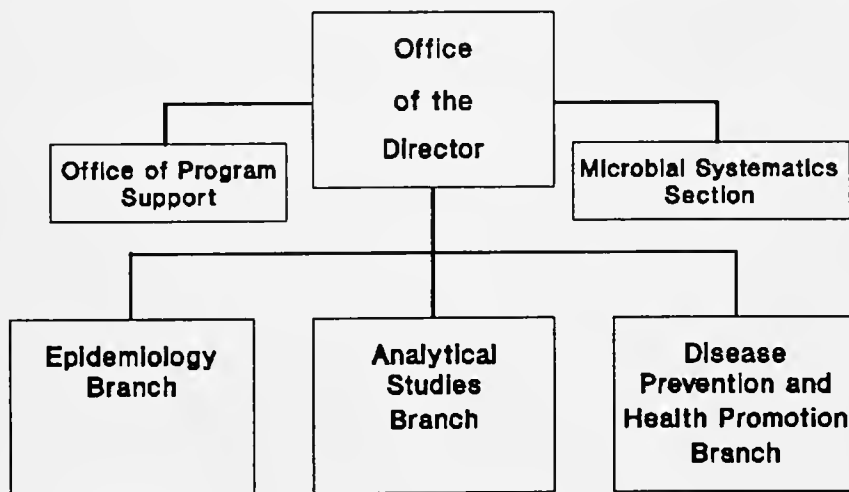 Office
of the
Director
Office of Program
Support
Microbial Systematics
Section
Epidemiology
Branch
Analytical
Studies
Branch
Disease
Prevention and
Health Promotion
Branch